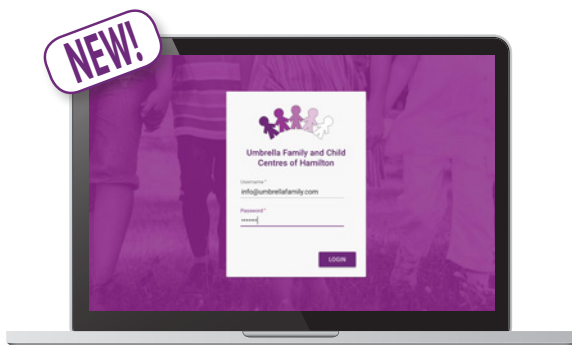 NEW!
Umbrella Family and Child
Centres of Hamilton
Username*
info@umbrellafamily.com
Password*
LOGIN